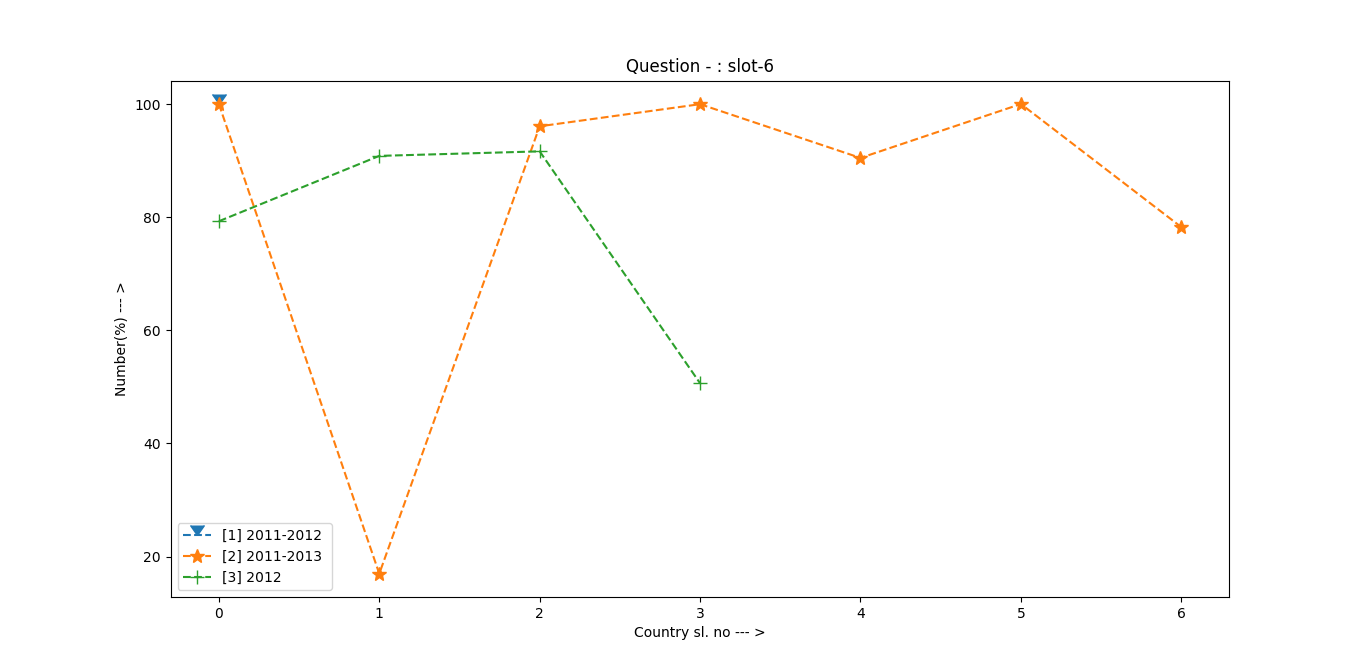 Question - : slot-6
Number(%) --- >
100
80
60
40
20
[1] 2011-2012
[2] 2011-2013
[3] 2012
0 1 2 3 4 5 6
Country sl. no --- >